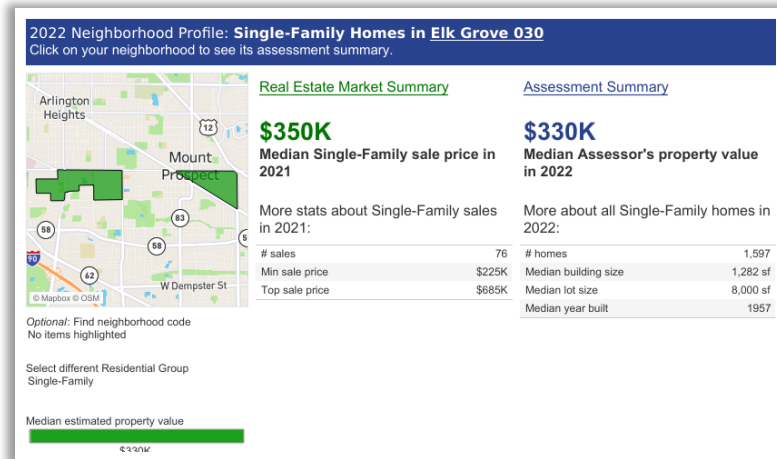 2022 Neighborhood Profile: Single-Family Homes in Elk Grove 030
Click on your neighborhood to see its assessment summary.
Arlington
Heights
12
Mount
Prospect
83
58
58
5
90
62
W Dempster St
© Mapbox © OSM
Optional: Find neighborhood code
No items highlighted
Select different Residential Group
Single-Family
Median estimated property value
$330K
Real Estate Market Summary
$350K
Median Single-Family sale price in
2021
More stats about Single-Family sales
in 2021:
# sales 76
Min sale price $225K
Top sale price $685K
Assessment Summary
$330K
Median Assessor's property value
in 2022
More about all Single-Family homes in
2022:
# homes 1,597
Median building size 1,282 sf
Median lot size 8,000 sf
Median year built 1957